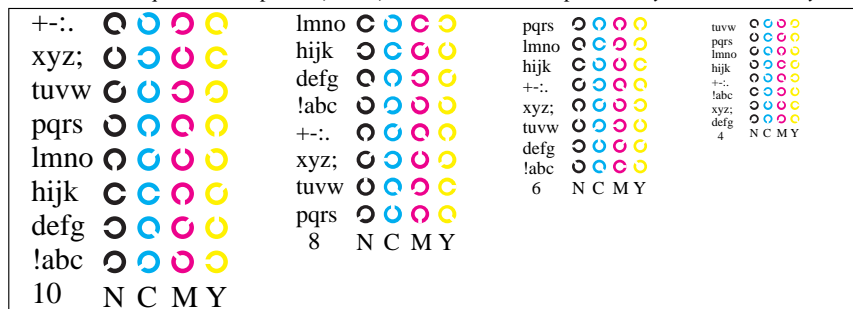 +-:.
xyz;
tuvw
pqrs
lmno
hijk
defg
!abc
10 N C M Y
lmno
hijk
defg
!abc
+-:.
xyz;
tuvw
pqrs
8 N C M Y
pqrs
lmno
hijk
+-:.
xyz;
tuvw
defg
!abc
6 N C M Y
tuvw
pqrs
lmno
hijk
+-:.
!abc
xyz;
defg
4 N C M Y